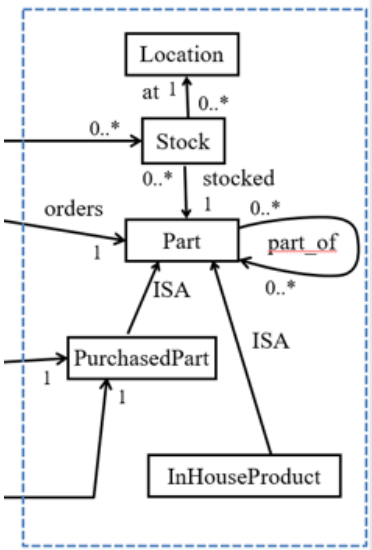 Location
at 1
0..*
0..*
Stock
0..* stocked
1
orders
0..*
1
Part
part_of
0..*
ISA
ISA
PurchasedPart
1
1
InHouseProduct